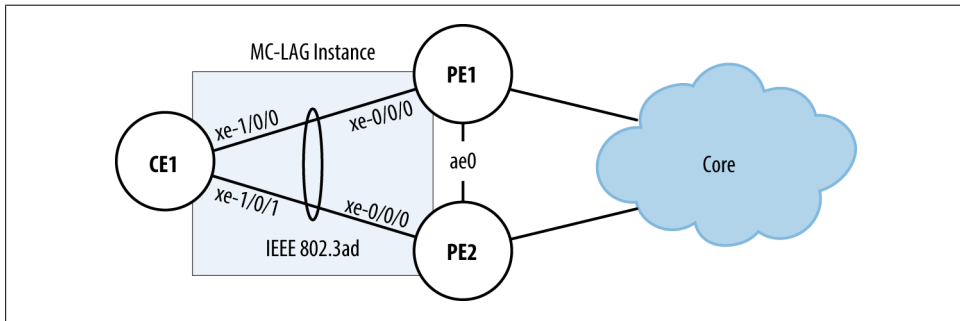 MC-LAG Instance
PE1
xe-1/0/0
xe-0/0/0
CE1
ae0
Core
xe-1/0/1
xe-0/0/0
IEEE 802.3ad
PE2